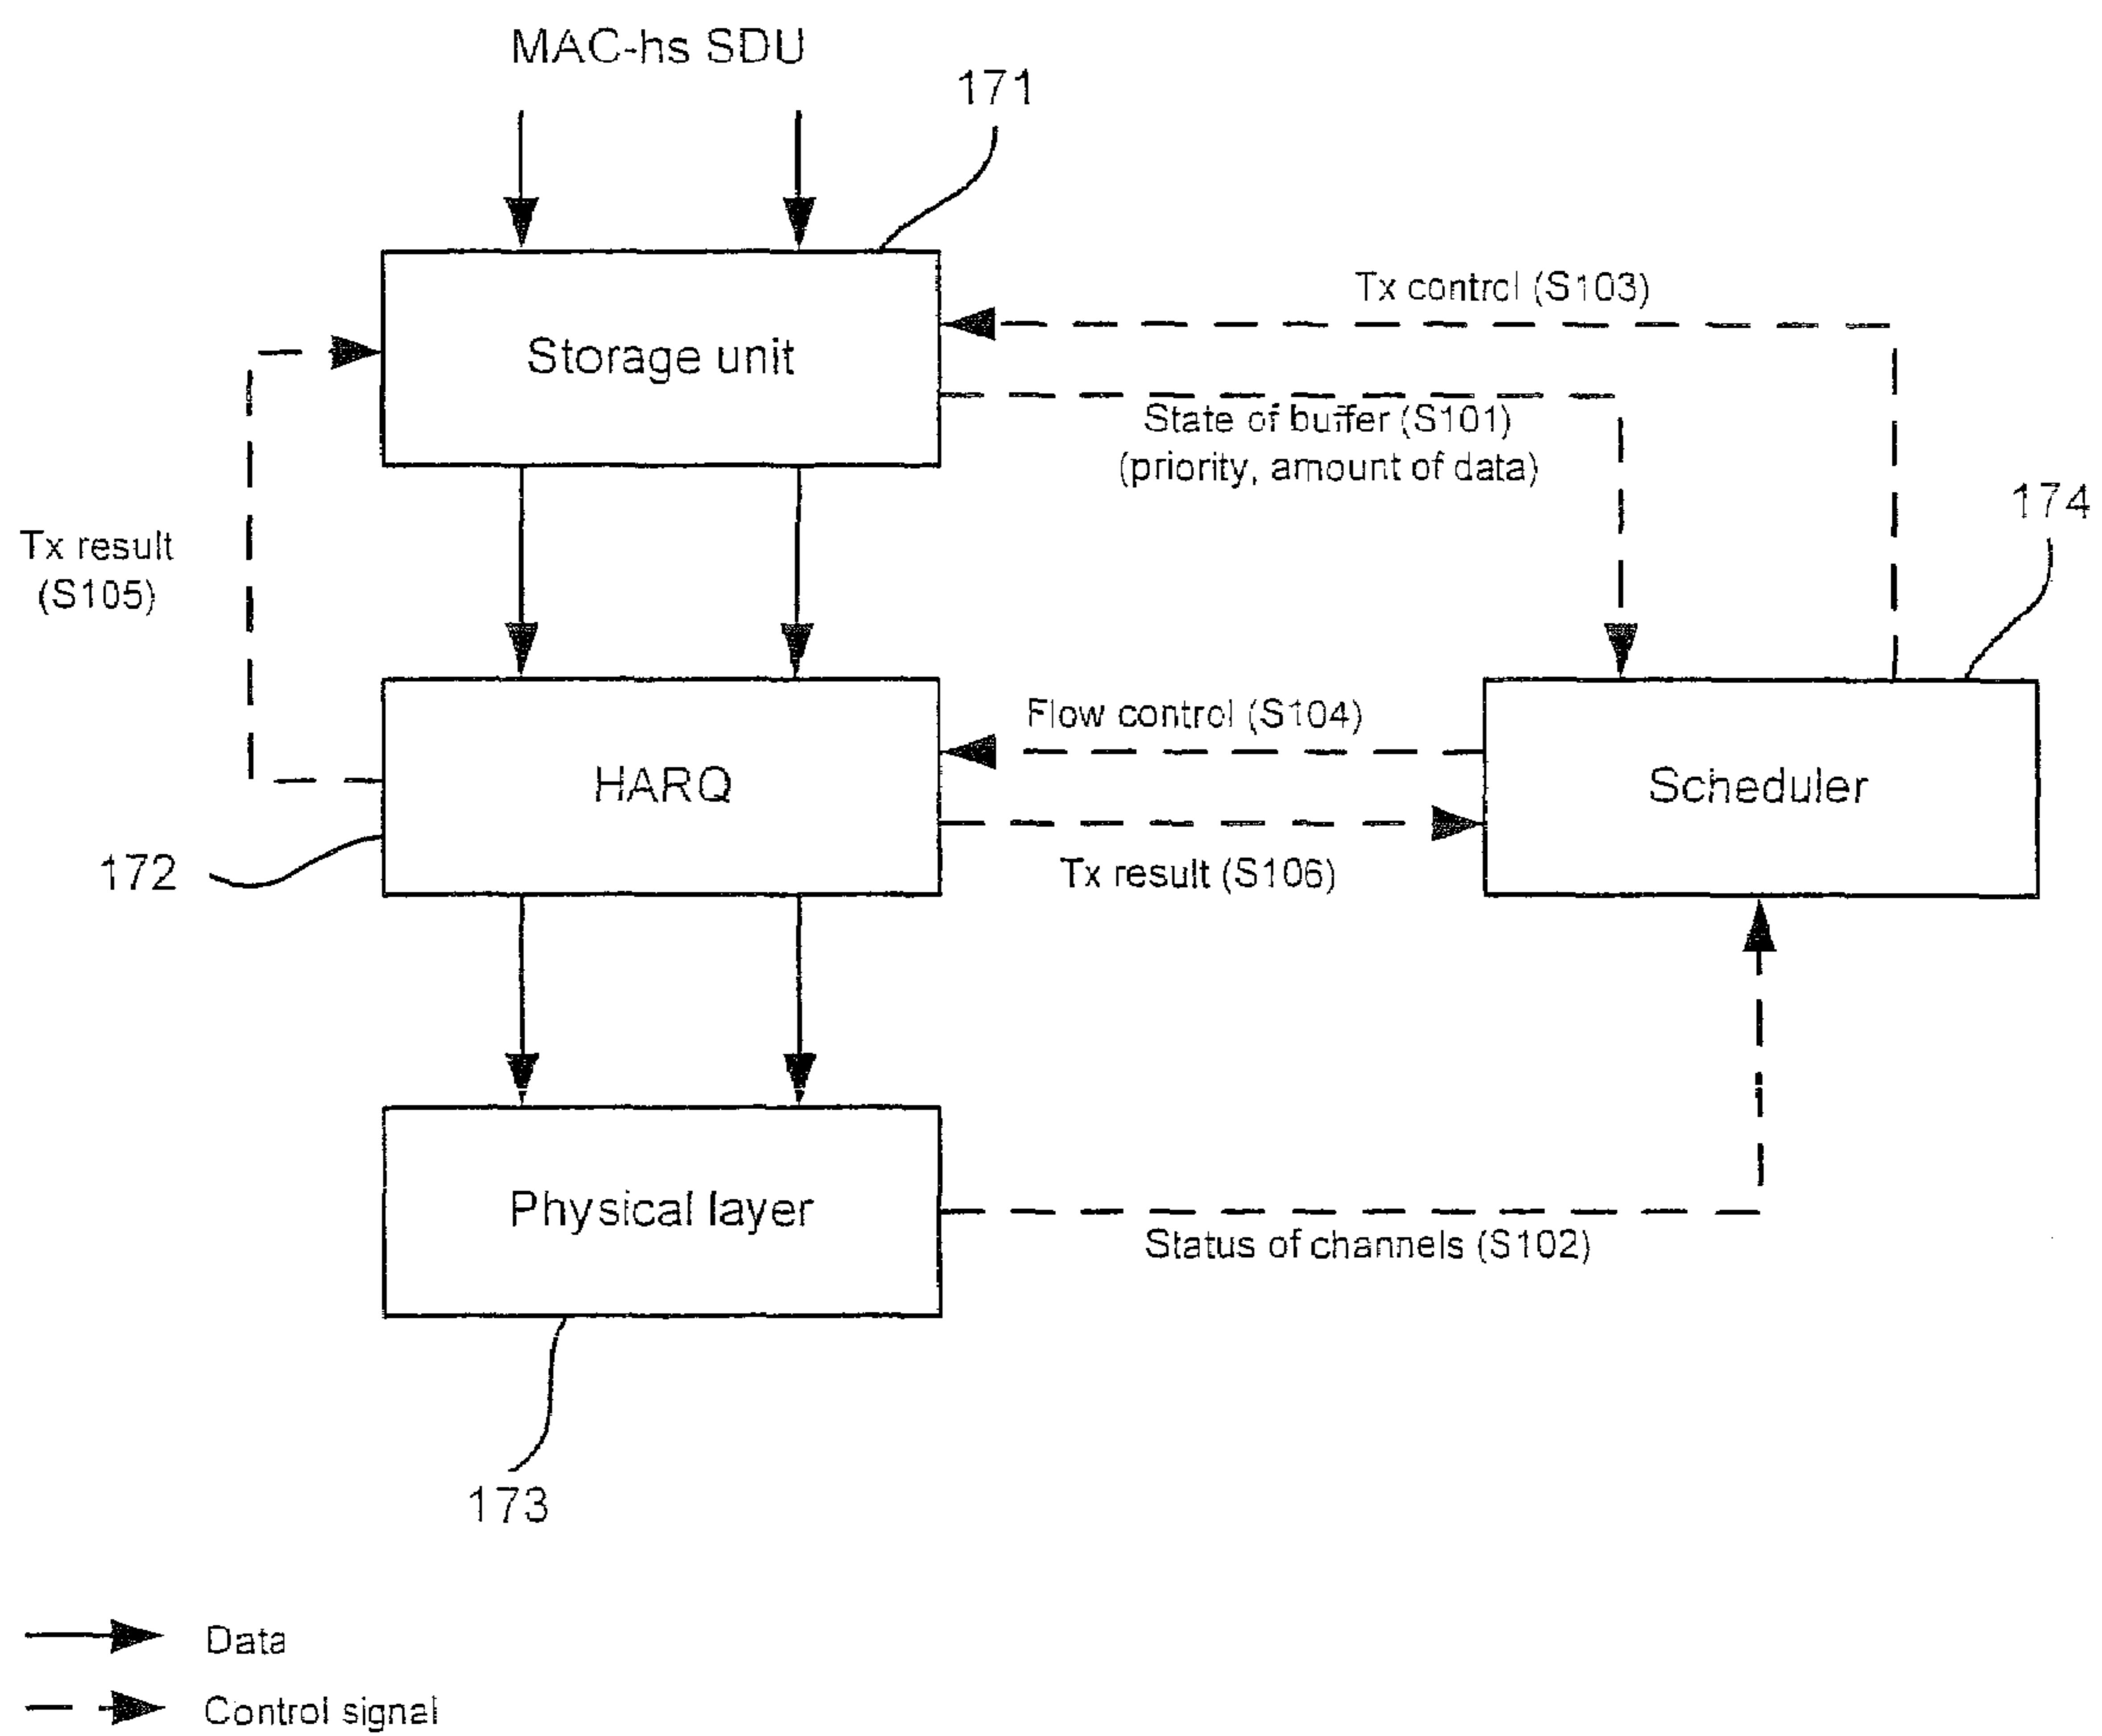 MAC-hs SDU
171
Tx control (S103)
Storage unit
State of buffer (S101)
(priority, amount of data)
174
Tx result
(S105)
Flow control (S104)
HARQ
Scheduler
172
Tx result (S106)
Physical layer
Status of channels (S102)
173
Data
Control signal